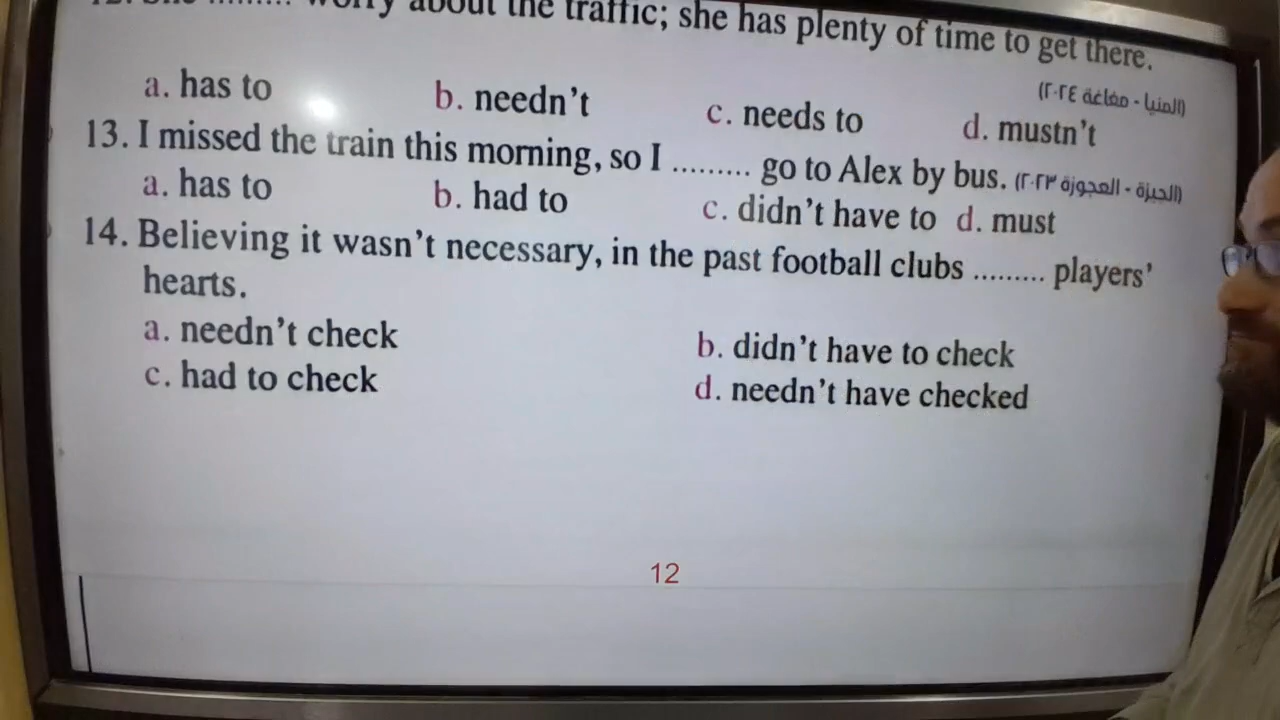 worry about the traffic; she has plenty of time to get there.
(المنيا - مغاغة ٢٠٢٤)
a. has to b. needn't c. needs to d. mustn't
13. I missed the train this morning, so I ......... go to Alex by bus. (الجيزة - العجوزة ٢٠٢٣)
a. has to b. had to c. didn't have to d. must
14. Believing it wasn't necessary, in the past football clubs ......... players'
hearts.
a. needn't check b. didn't have to check
c. had to check d. needn't have checked
12